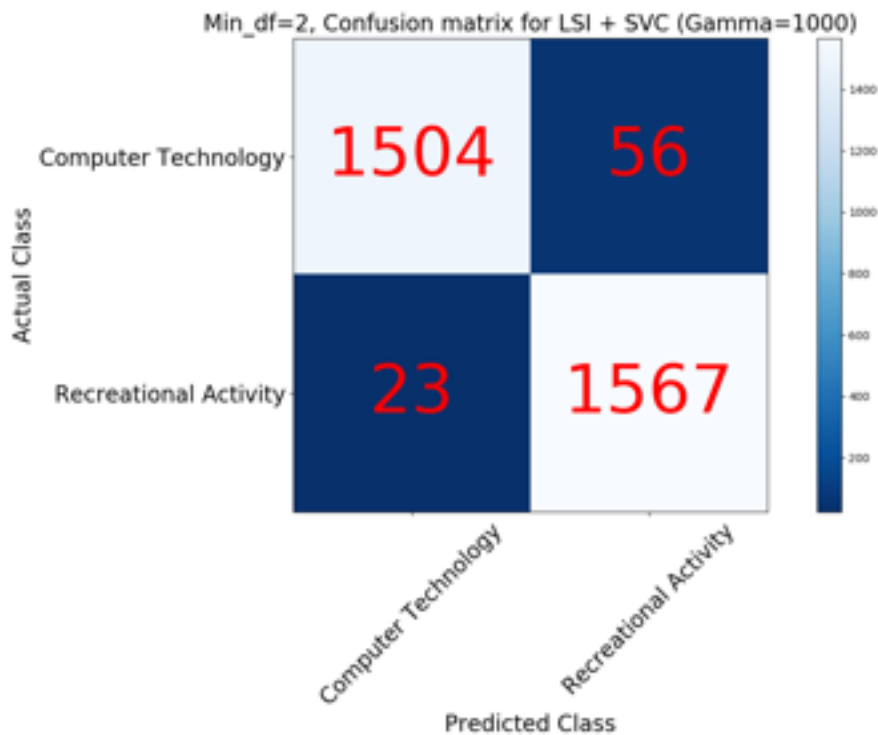 Min_df=2, Confusion matrix for LSI + SVC (Gamma=1000)
Actual Class
Computer Technology
1504 56
Recreational Activity
23 1567
Computer Technology
Recreational Activity
Predicted Class
1400
1200
1000
800
600
400
200